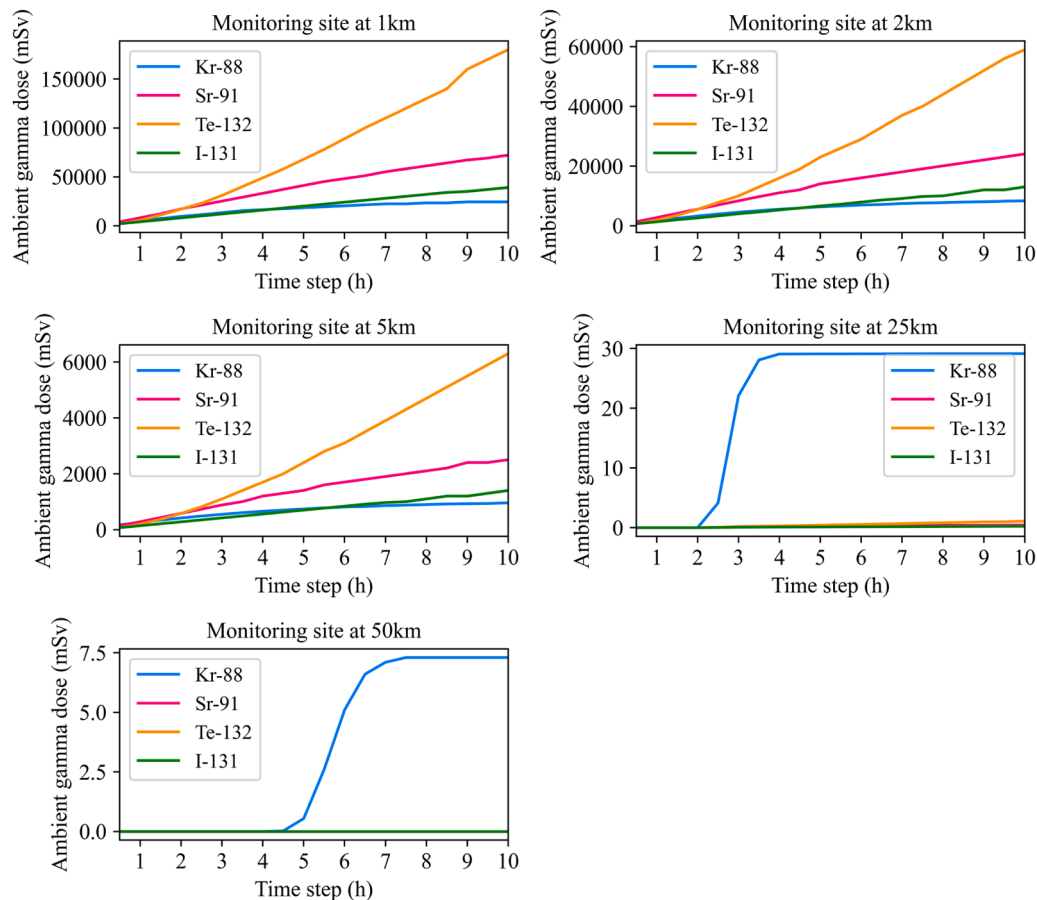 Monitoring site at 1km
Ambient gamma dose (mSv)
150000
100000
50000
0
Kr-88
Sr-91
Te-132
I-131
1 2 3 4 5 6 7 8 9 10
Time step (h)
Monitoring site at 2km
Ambient gamma dose (mSv)
60000
40000
20000
0
Kr-88
Sr-91
Te-132
I-131
1 2 3 4 5 6 7 8 9 10
Time step (h)
Monitoring site at 5km
Ambient gamma dose (mSv)
6000
4000
2000
0
Kr-88
Sr-91
Te-132
I-131
1 2 3 4 5 6 7 8 9 10
Time step (h)
Monitoring site at 25km
Ambient gamma dose (mSv)
30
20
10
0
Kr-88
Sr-91
Te-132
I-131
1 2 3 4 5 6 7 8 9 10
Time step (h)
Monitoring site at 50km
Ambient gamma dose (mSv)
7.5
5.0
2.5
0.0
Kr-88
Sr-91
Te-132
I-131
1 2 3 4 5 6 7 8 9 10
Time step (h)